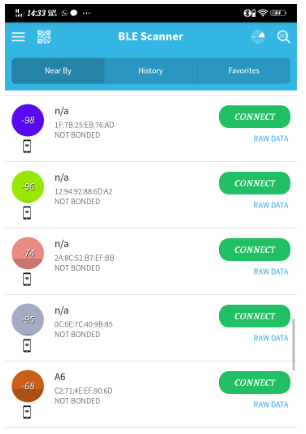 14:33
BLE Scanner
Near By
History
Favorites
-98
n/a
1F:7B:25:EB:76:AD
NOT BONDED
CONNECT
RAW DATA
-96
n/a
12:94:92:88:6D:A2
NOT BONDED
CONNECT
RAW DATA
-74
n/a
2A:8C:52:B7:EF:BB
NOT BONDED
CONNECT
RAW DATA
-95
n/a
0C:0E:7C:40:9B:85
NOT BONDED
CONNECT
RAW DATA
-68
A6
C2:71:4E:EF:90:6D
NOT BONDED
CONNECT
RAW DATA